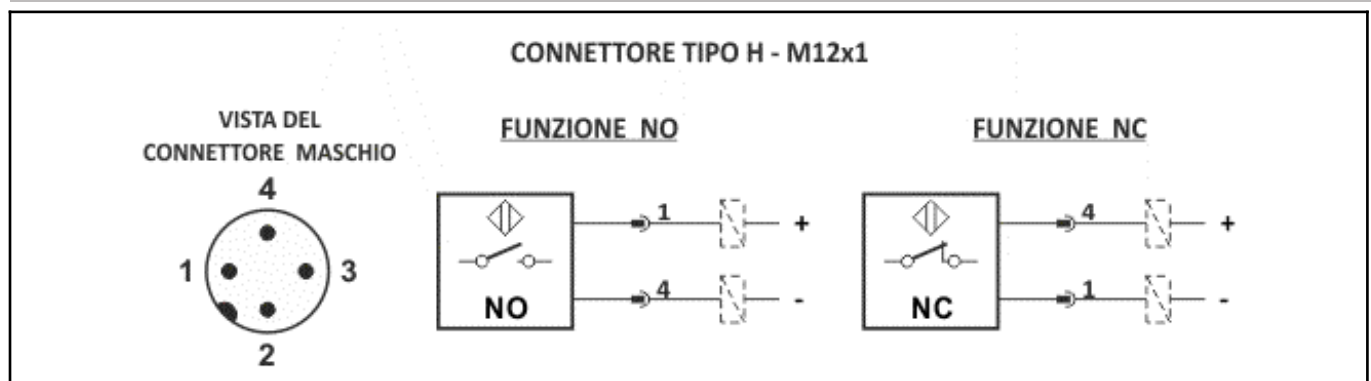 CONNETTORE TIPO H - M12x1
VISTA DEL
CONNETTORE MASCHIO
4
1
3
2
FUNZIONE NO
1
+
4
-
NO
FUNZIONE NC
4
+
1
-
NC